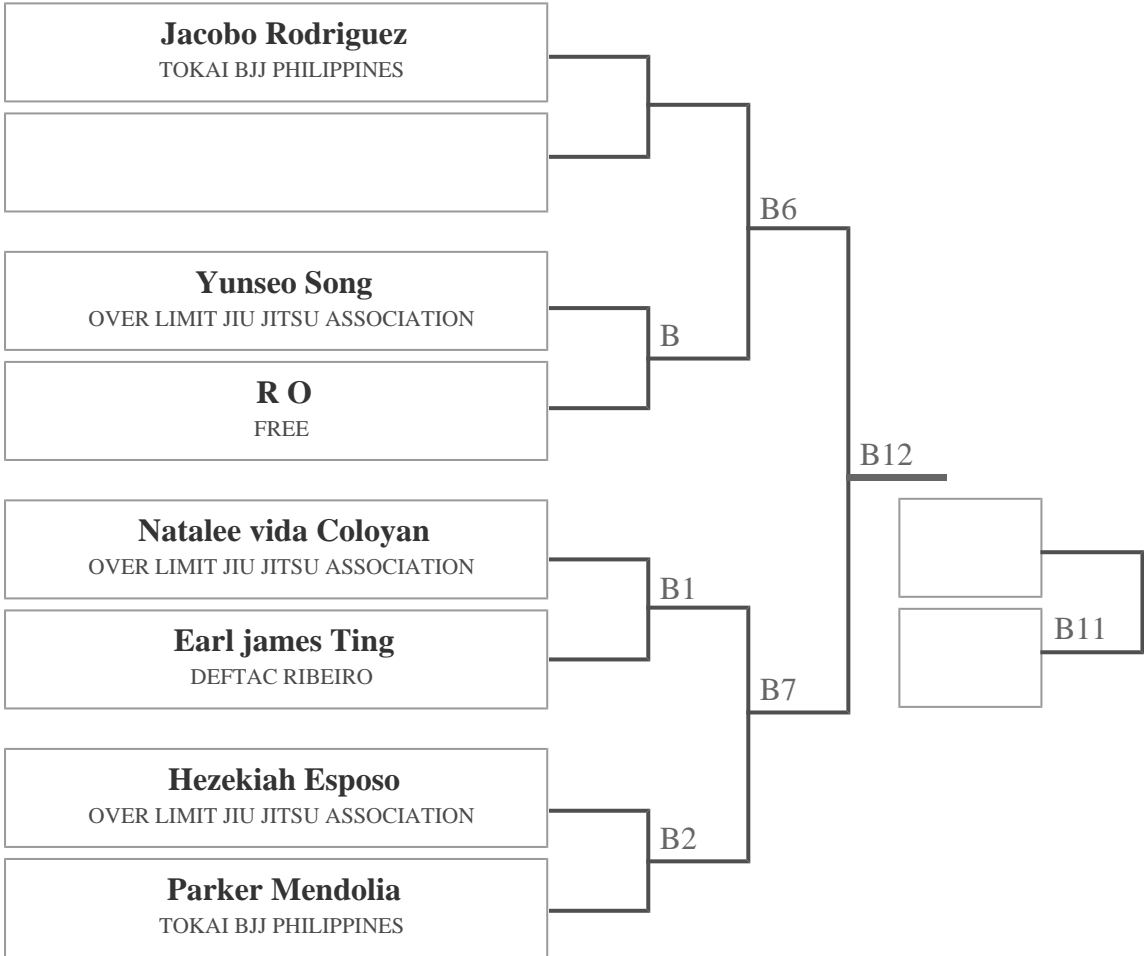 Jacobo Rodriguez
TOKAI BJJ PHILIPPINES
B6
Yunseo Song
OVER LIMIT JIU JITSU ASSOCIATION
B
R O
FREE
B12
Natalee vida Coloyan
OVER LIMIT JIU JITSU ASSOCIATION
B1
Earl james Ting
DEFTAC RIBEIRO
B11
B7
Hezekiah Esposo
OVER LIMIT JIU JITSU ASSOCIATION
B2
Parker Mendolia
TOKAI BJJ PHILIPPINES